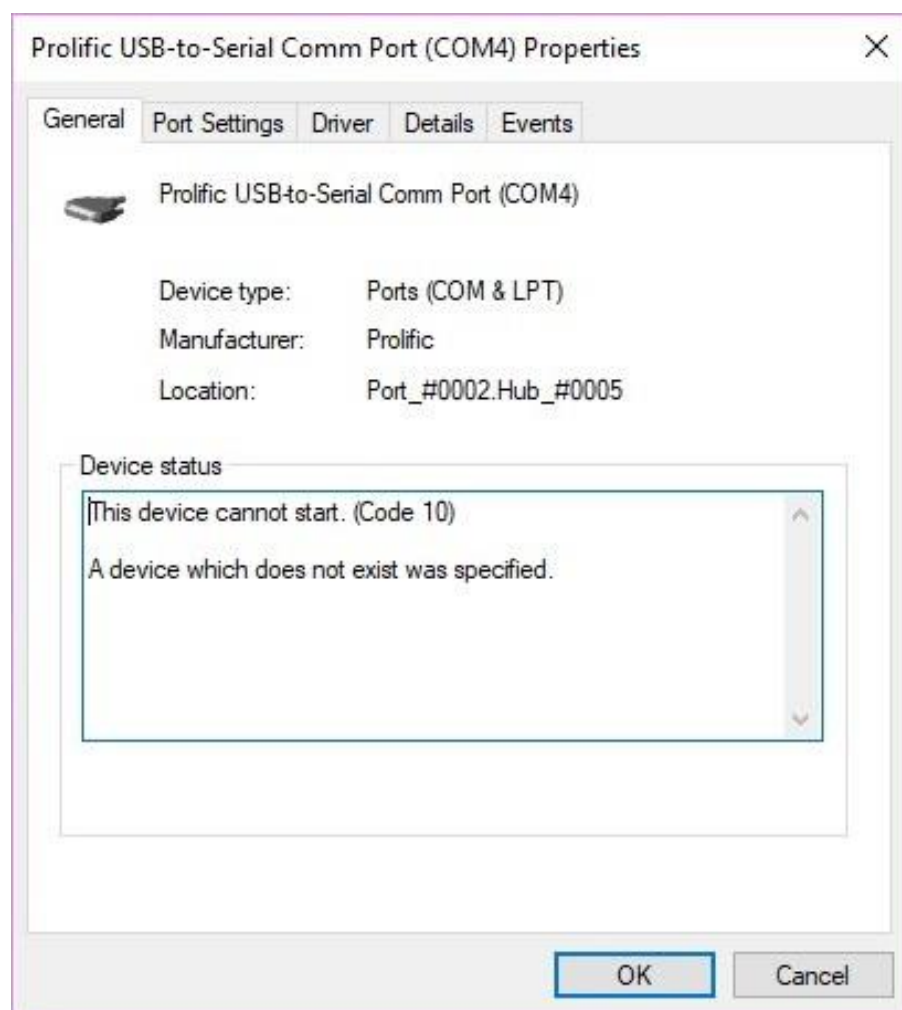 Prolific USB-to-Serial Comm Port (COM4) Properties
General Port Settings Driver Details Events
Prolific USB-to-Serial Comm Port (COM4)
Device type: Ports (COM & LPT)
Manufacturer: Prolific
Location: Port_#0002.Hub_#0005
Device status
This device cannot start. (Code 10)
A device which does not exist was specified.
OK Cancel